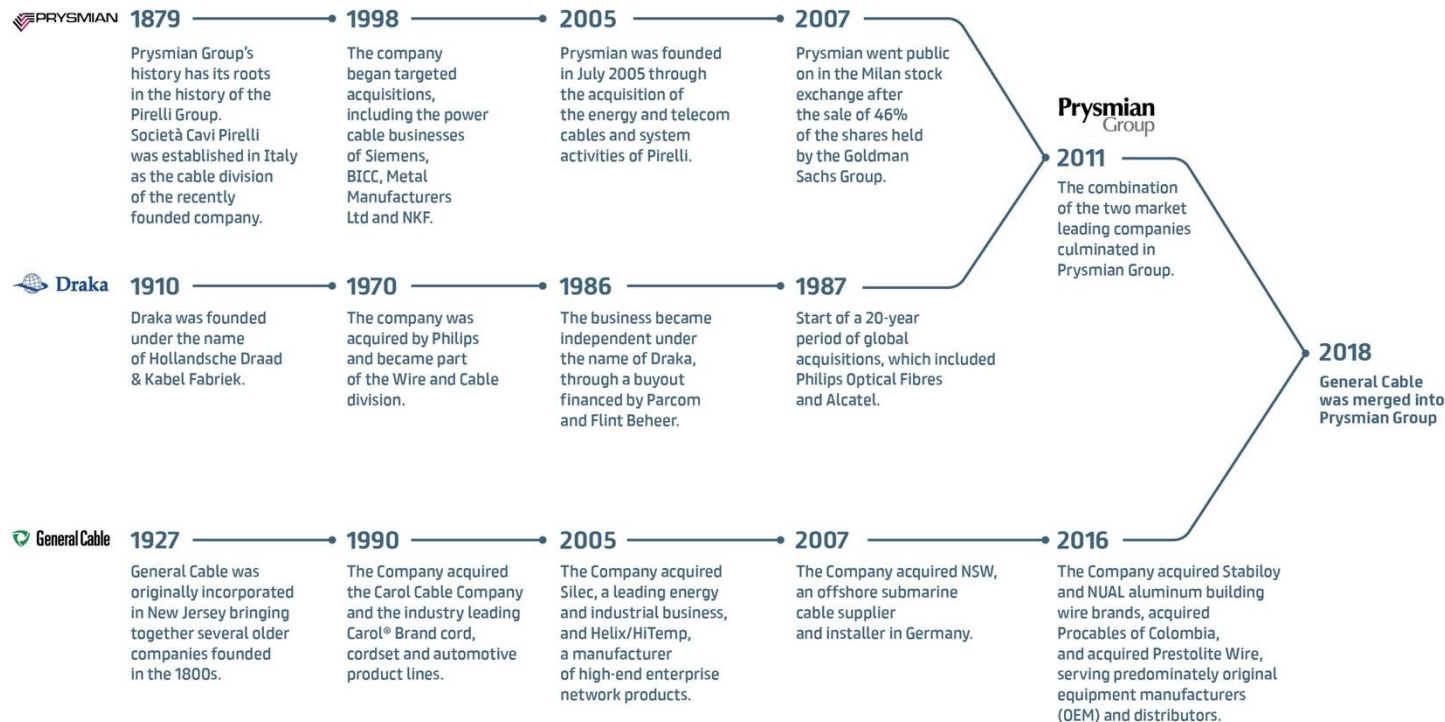 PRYSMIAN
1879
Prysmian Group's
history has its roots
in the history of the
Pirelli Group.
Società Cavi Pirelli
was established in Italy
as the cable division
of the recently
founded company.
1998
The company
began targeted
acquisitions,
including the power
cable businesses
of Siemens,
BICC, Metal
Manufacturers
Ltd and NKF.
2005
Prysmian was founded
in July 2005 through
the acquisition of
the energy and telecom
cables and system
activities of Pirelli.
2007
Prysmian went public
on in the Milan stock
exchange after
the sale of 46%
of the shares held
by the Goldman
Sachs Group.
Prysmian
Group
2011
The combination
of the two market
leading companies
culminated in
Prysmian Group.
Draka
1910
Draka was founded
under the name
of Hollandsche Draad
& Kabel Fabriek.
1970
The company was
acquired by Philips
and became part
of the Wire and Cable
division.
1986
The business became
independent under
the name of Draka,
through a buyout
financed by Parcom
and Flint Beheer.
1987
Start of a 20-year
period of global
acquisitions, which included
Philips Optical Fibres
and Alcatel.
2018
General Cable
was merged into
Prysmian Group
General Cable
1927
General Cable was
originally incorporated
in New Jersey bringing
together several older
companies founded
in the 1800s.
1990
The Company acquired
the Carol Cable Company
and the industry leading
Carol® Brand cord,
cordset and automotive
product lines.
2005
The Company acquired
Silec, a leading energy
and industrial business,
and Helix/HiTemp,
a manufacturer
of high-end enterprise
network products.
2007
The Company acquired NSW,
an offshore submarine
cable supplier
and installer in Germany.
2016
The Company acquired Stabiloy
and NUAL aluminum building
wire brands, acquired
Procables of Colombia,
and acquired Prestolite Wire,
serving predominately original
equipment manufacturers
(OEM) and distributors.